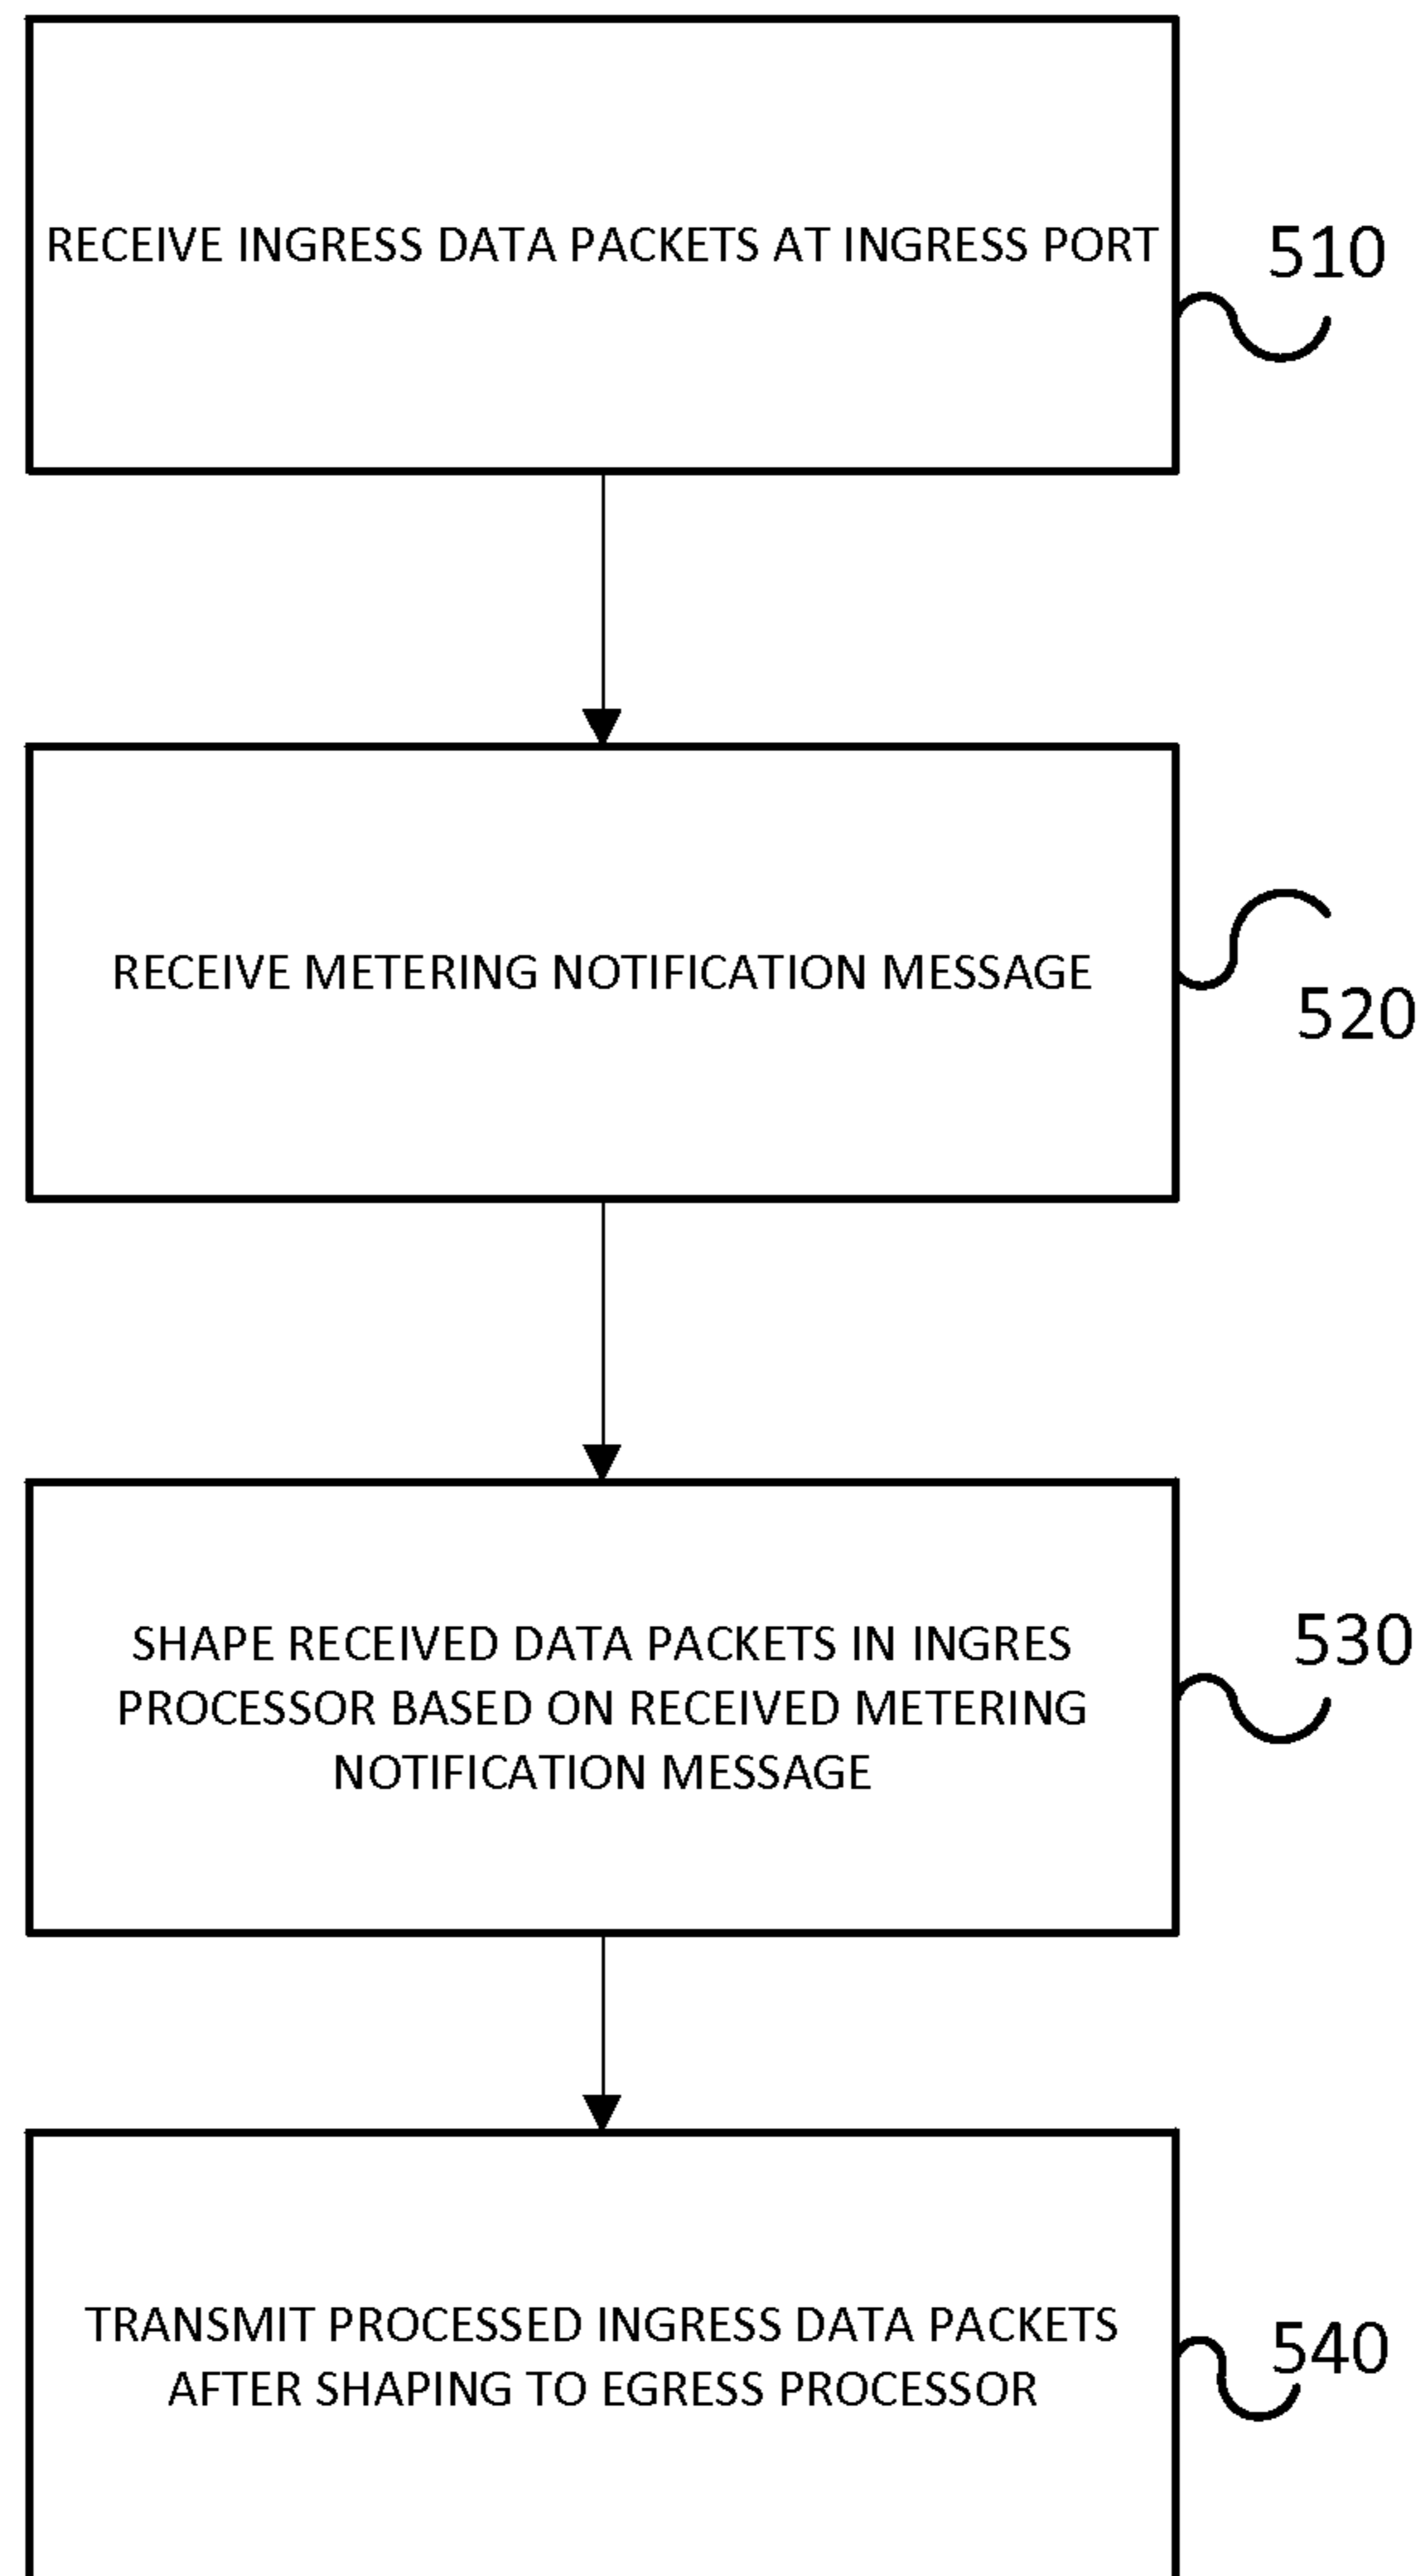 RECEIVE INGRESS DATA PACKETS AT INGRESS PORT
510
RECEIVE METERING NOTIFICATION MESSAGE
520
SHAPE RECEIVED DATA PACKETS IN INGRES
PROCESSOR BASED ON RECEIVED METERING
NOTIFICATION MESSAGE
530
TRANSMIT PROCESSED INGRESS DATA PACKETS
AFTER SHAPING TO EGRESS PROCESSOR
540